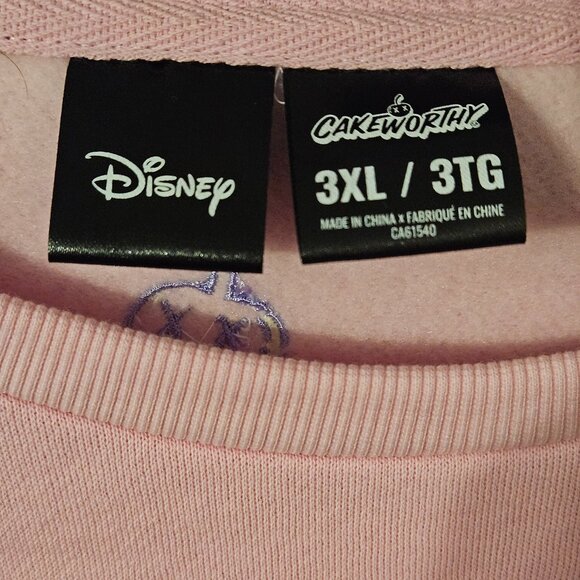 Disney
CAKEWORTHY
3XL / 3TG
MADE IN CHINA x FABRIQUÉ EN CHINE
CA61540